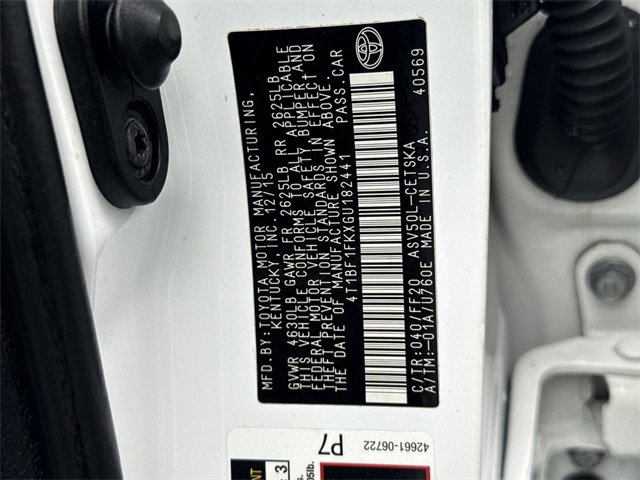 MFD.BY:TOYOTA MOTOR MANUFACTURING,
KENTUCKY, INC. 12/15
GVWR 4630LB GAWR FR 2625LB RR 2625LB
THIS VEHICLE CONFORMS TO ALL APPLICABLE
FEDERAL MOTOR VEHICLE SAFETY BUMPER, AND
THEFT PREVENTION STANDARDS IN EFFECT ON
THE DATE OF MANUFACTURE SHOWN ABOVE.
4T1BF1FKXGU182441 PASS.CAR
C/TR:040/FF20 ASV50L-CETSKA
A/TM:-01A/U760E MADE IN U.S.A. 40569
42661-06722
P7
NT
3